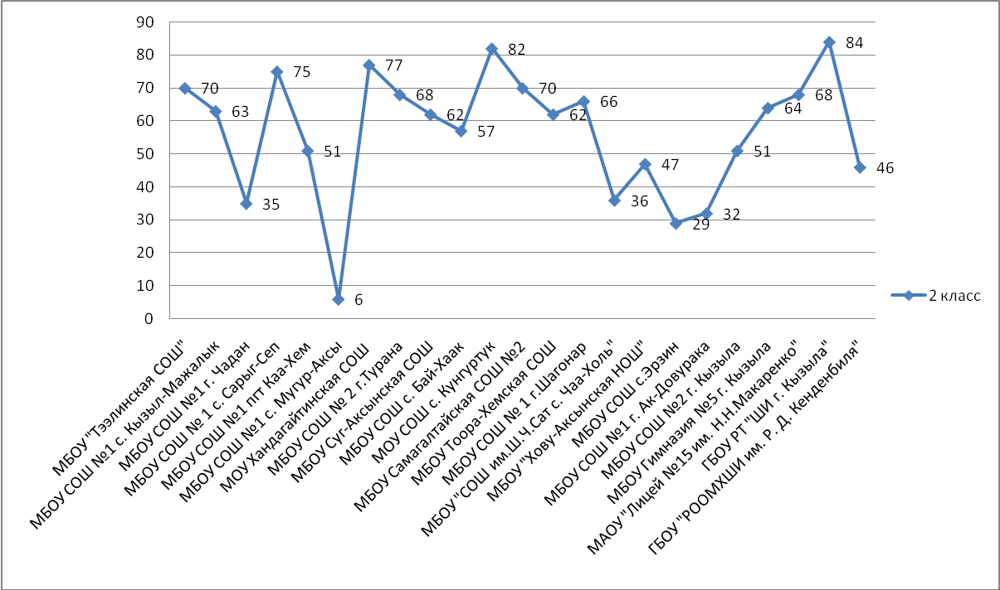 90
80
70
60
50
40
30
20
10
0
70
63
35
75
51
6
77
68
62
57
82
70
62
66
36
47
29
32
51
64
68
84
46
2 класс
МБОУ "Тээлинская СОШ"
МБОУ СОШ №1 с. Кызыл-Мажалык
МБОУ СОШ №1 г. Чадан
МБОУ СОШ № 1 с. Сарыг-Сеп
МБОУ СОШ №1 пгт Каа-Хем
МБОУ СОШ №1 с. Мугур-Аксы
МОУ Хандагайтинская СОШ
МБОУ СОШ № 2 г.Турана
МБОУ Суг-Аксынская СОШ
МБОУ СОШ с. Бай-Хаак
МОУ СОШ с. Кунгуртук
МБОУ Самагалтайская СОШ №2
МБОУ Тоора-Хемская СОШ
МБОУ СОШ № 1 г.Шагонар
МБОУ "СОШ им.Ш.Ч.Сат с. Чаа-Холь"
МБОУ "Хову-Аксынская НОШ"
МБОУ СОШ с.Эрзин
МБОУ СОШ №1 г. Ак-Довурака
МБОУ СОШ №2 г. Кызыла
МБОУ Гимназия №5 г. Кызыла
МАОУ "Лицей №15 им. Н.Н.Макаренко"
ГБОУ РТ "ШИ г. Кызыла"
ГБОУ "РООМХШИ им. Р. Д. Кенденбиля"